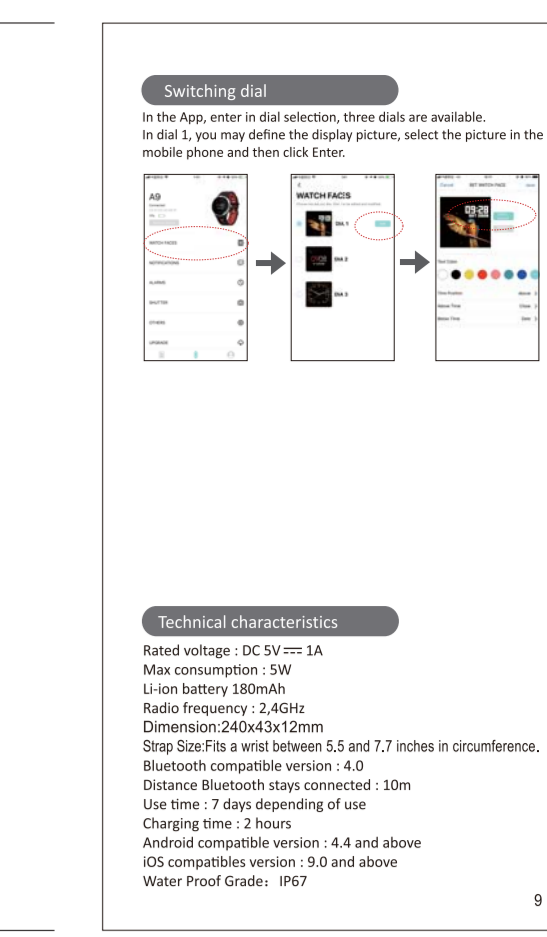 Switching dial
In the App, enter in dial selection, three dials are available.
In dial 1, you may define the display picture, select the picture in the
mobile phone and then click Enter.
A9
WATCH FACES
NOTIFICATIONS
ALARMS
SHUTTER
OTHERS
UPGRADE
WATCH FACES
DIAL 1
DIAL 2
DIAL 3
Cancel SET WATCH FACE Save
09:28
Text Color
Time Position Above
Above Time Close
Below Time Date
Technical characteristics
Rated voltage : DC 5V ⎓ 1A
Max consumption : 5W
Li-ion battery 180mAh
Radio frequency : 2,4GHz
Dimension:240x43x12mm
Strap Size:Fits a wrist between 5.5 and 7.7 inches in circumference.
Bluetooth compatible version : 4.0
Distance Bluetooth stays connected : 10m
Use time : 7 days depending of use
Charging time : 2 hours
Android compatible version : 4.4 and above
iOS compatibles version : 9.0 and above
Water Proof Grade： IP67
9